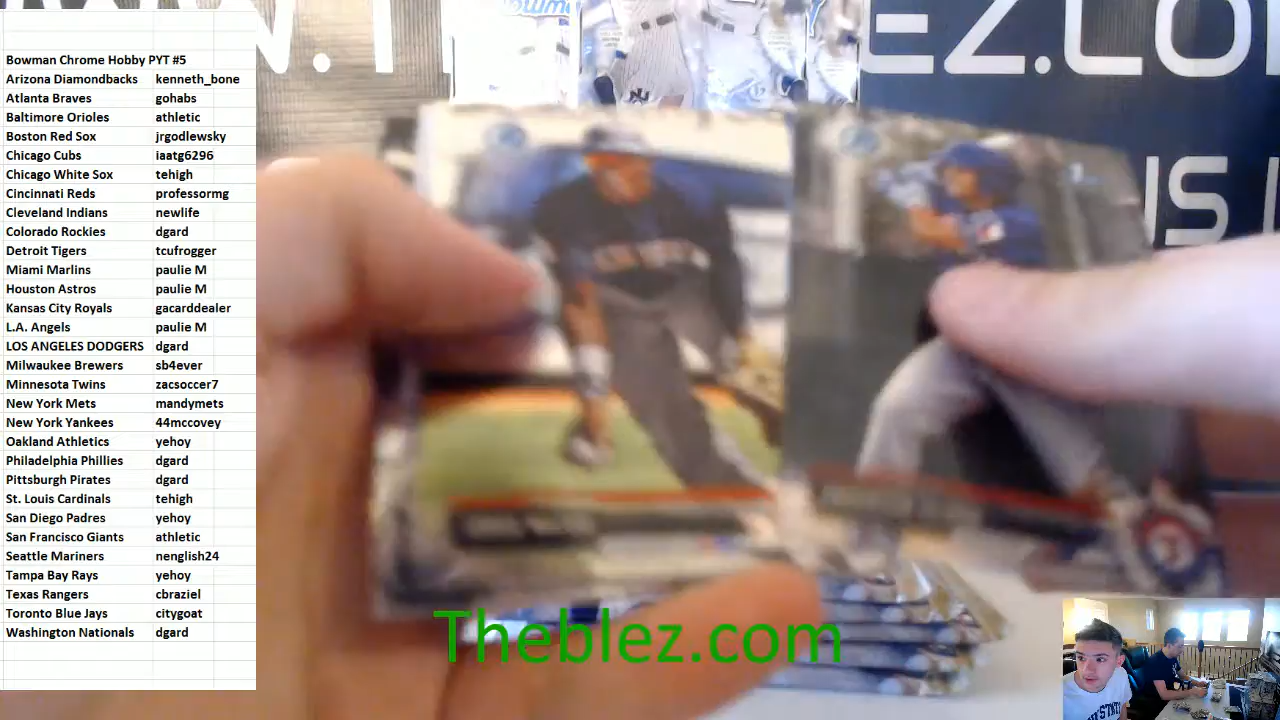 Bowman Chrome Hobby PYT #5
Arizona Diamondbacks kenneth_bone
Atlanta Braves gohabs
Baltimore Orioles athletic
Boston Red Sox jrgodlewsky
Chicago Cubs iaatg6296
Chicago White Sox tehigh
Cincinnati Reds professormg
Cleveland Indians newlife
Colorado Rockies dgard
Detroit Tigers tcufrogger
Miami Marlins paulie M
Houston Astros paulie M
Kansas City Royals gacarddealer
L.A. Angels paulie M
LOS ANGELES DODGERS dgard
Milwaukee Brewers sb4ever
Minnesota Twins zacsoccer7
New York Mets mandymets
New York Yankees 44mccovey
Oakland Athletics yehoy
Philadelphia Phillies dgard
Pittsburgh Pirates dgard
St. Louis Cardinals tehigh
San Diego Padres yehoy
San Francisco Giants athletic
Seattle Mariners nenglish24
Tampa Bay Rays yehoy
Texas Rangers cbraziel
Toronto Blue Jays citygoat
Washington Nationals dgard
EZ.CO
IS
Theblez.com